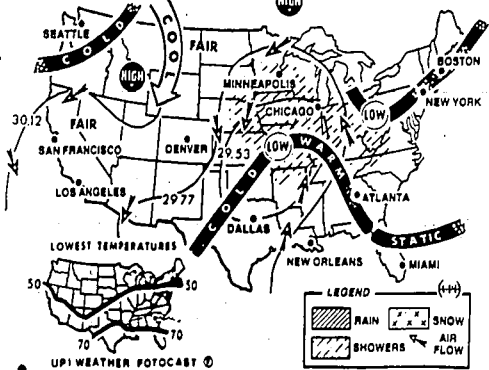 HIGH
SEATTLE
COLD
COOL
FAIR
HIGH
MINNEAPOLIS
BOSTON
NEW YORK
CHICAGO
LOW
30.12
FAIR
SAN FRANCISCO
DENVER
29.53
LOW
WARM
LOS ANGELES
29.77
COLD
ATLANTA
DALLAS
STATIC
LOWEST TEMPERATURES
NEW ORLEANS
MIAMI
50
50
70
70
LEGEND
RAIN
SNOW
SHOWERS
AIR
FLOW
UPI WEATHER FOTOCAST